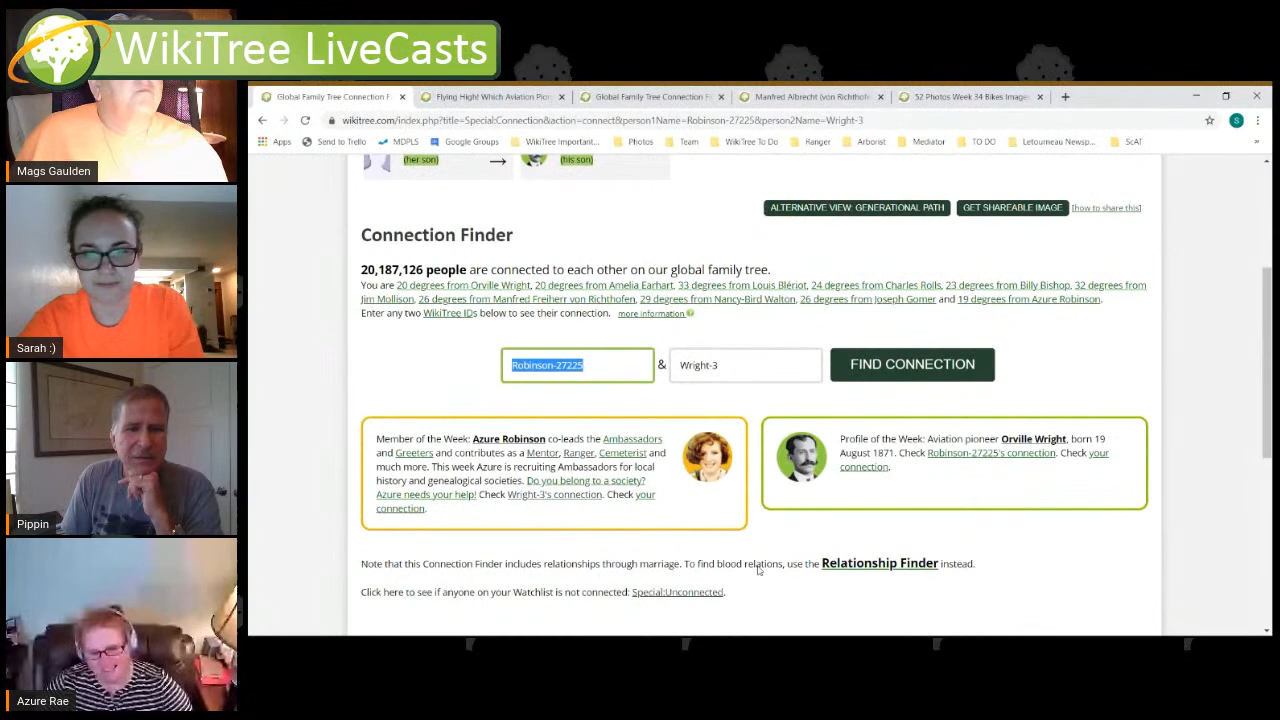 WikiTree LiveCasts
Mags Gaulden
Sarah :)
Pippin
Azure Rae
Global Family Tree Connection F
Flying High! Which Aviation Pion
Global Family Tree Connection Fi
Manfred Albrecht (von Richthofe
52 Photos Week 34 Bikes Image
wikitree.com/index.php?title=Special:Connection&action=connect&person1Name=Robinson-27225&person2Name=Wright-3
S
Apps Send to Trello MDPLS Google Groups WikiTree Important... Photos Team WikiTree To Do Ranger Arborist Mediator TO DO Letourneau Newsp... ScAT
(her son) (his son)
ALTERNATIVE VIEW: GENERATIONAL PATH GET SHAREABLE IMAGE [how to share this]
Connection Finder
20,187,126 people are connected to each other on our global family tree.
You are 20 degrees from Orville Wright, 20 degrees from Amelia Earhart, 33 degrees from Louis Blériot, 24 degrees from Charles Rolls, 23 degrees from Billy Bishop, 32 degrees from
Jim Mollison, 26 degrees from Manfred Freiherr von Richthofen, 29 degrees from Nancy-Bird Walton, 26 degrees from Joseph Gomer and 19 degrees from Azure Robinson.
Enter any two WikiTree IDs below to see their connection. more information
Robinson-27225 & Wright-3 FIND CONNECTION
Member of the Week: Azure Robinson co-leads the Ambassadors
and Greeters and contributes as a Mentor, Ranger, Cemeterist and
much more. This week Azure is recruiting Ambassadors for local
history and genealogical societies. Do you belong to a society?
Azure needs your help! Check Wright-3's connection. Check your
connection.
Profile of the Week: Aviation pioneer Orville Wright, born 19
August 1871. Check Robinson-27225's connection. Check your
connection.
Note that this Connection Finder includes relationships through marriage. To find blood relations, use the Relationship Finder instead.
Click here to see if anyone on your Watchlist is not connected: Special:Unconnected.